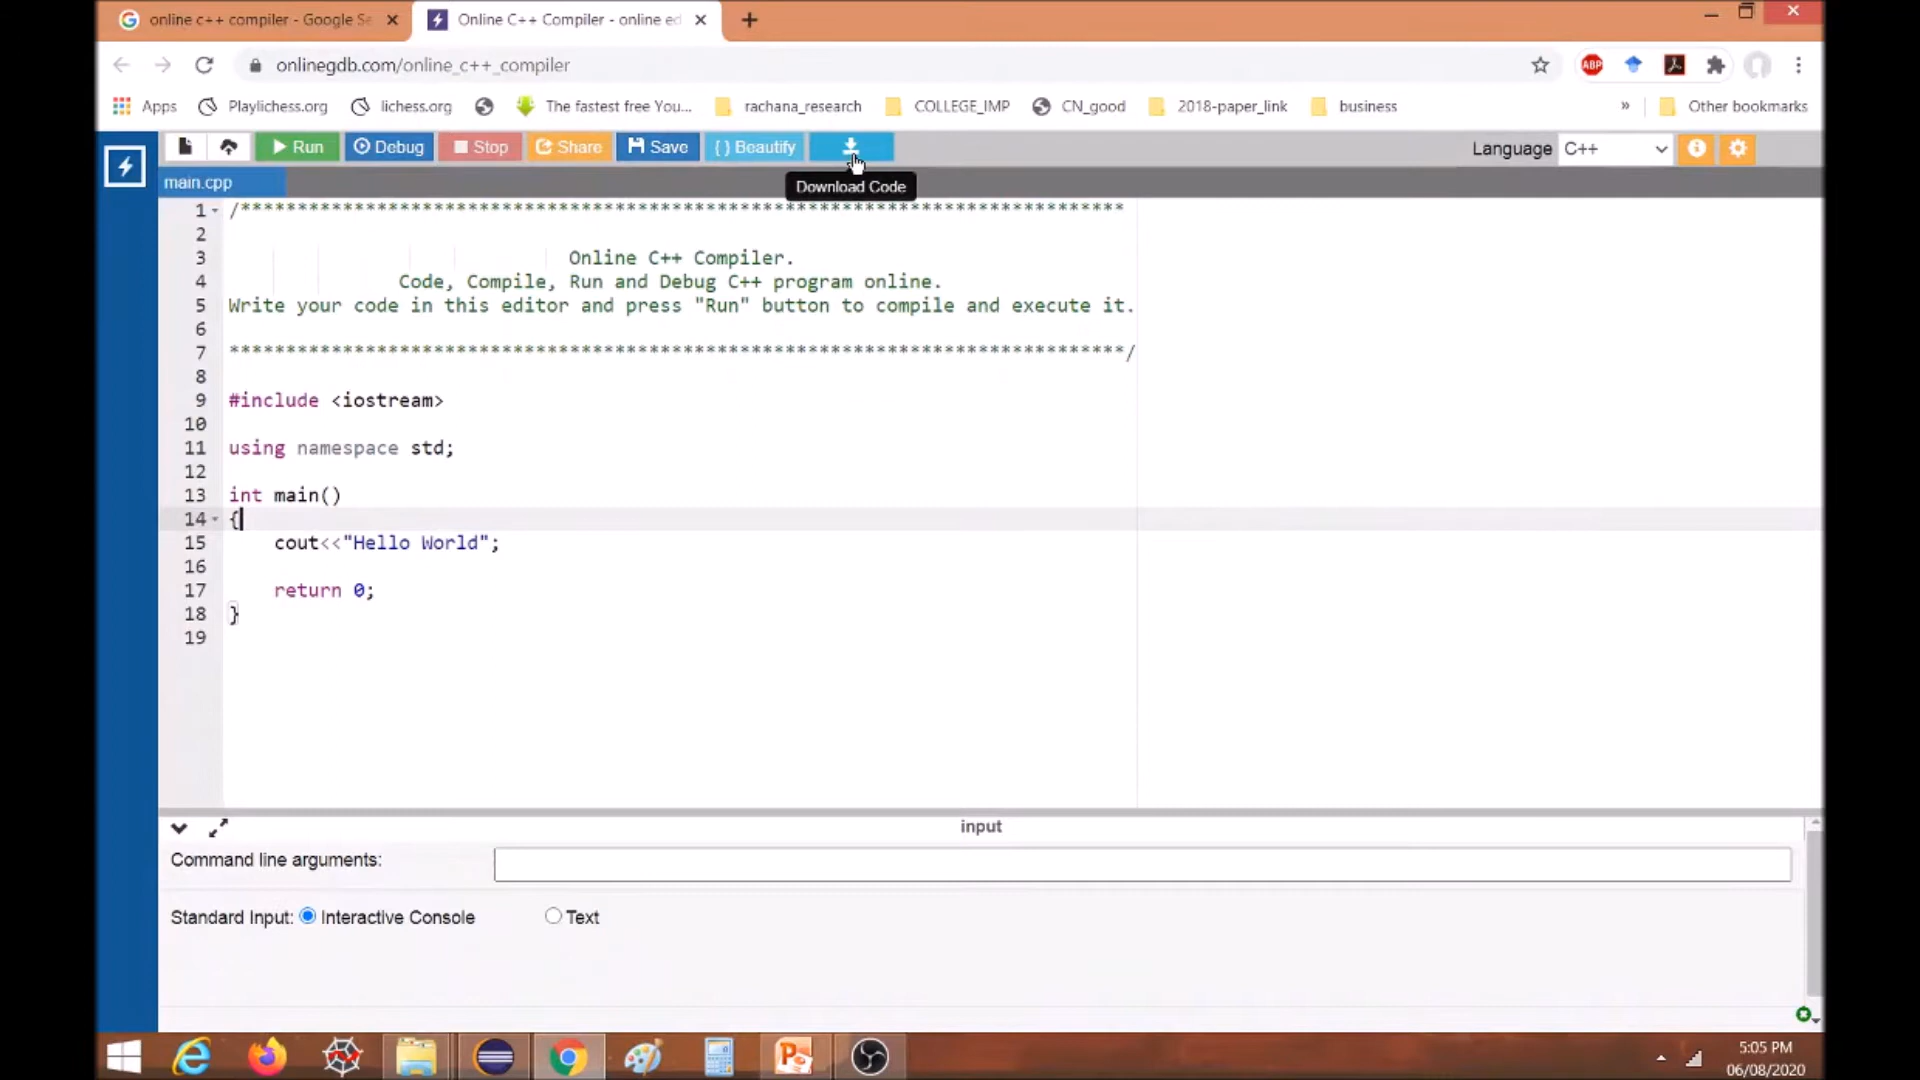 online c++ compiler - Google Se
Online C++ Compiler - online ed
onlinegdb.com/online_c++_compiler
ABP
Apps
Playlichess.org
lichess.org
The fastest free You...
rachana_research
COLLEGE_IMP
CN_good
2018-paper_link
business
»
Other bookmarks
Run
Debug
Stop
Share
Save
{ } Beautify
Language C++
main.cpp
Download Code
1 /******************************************************************************
2
3 Online C++ Compiler.
4 Code, Compile, Run and Debug C++ program online.
5 Write your code in this editor and press "Run" button to compile and execute it.
6
7 *******************************************************************************/
8
9 #include <iostream>
10
11 using namespace std;
12
13 int main()
14 {
15 cout<<"Hello World";
16
17 return 0;
18 }
19
input
Command line arguments:
Standard Input: Interactive Console Text
5:05 PM
06/08/2020